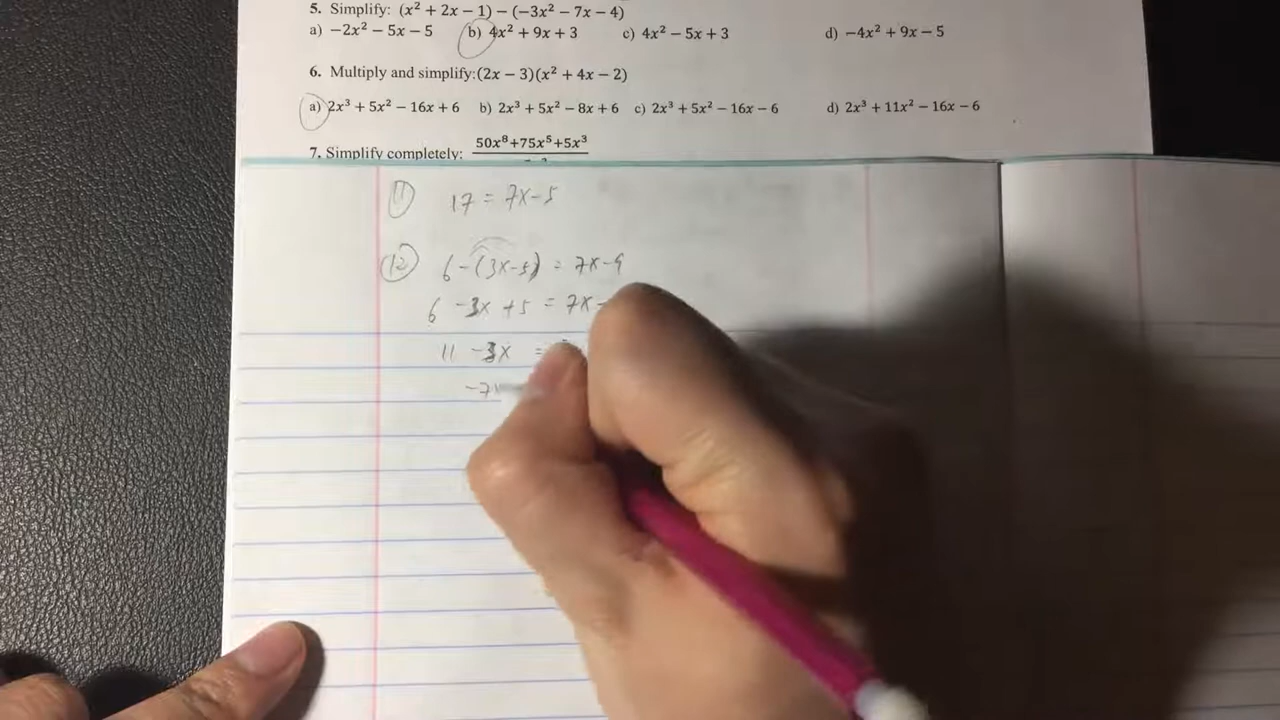 5. Simplify: (x² + 2x − 1) − (−3x² − 7x − 4)
a) −2x² − 5x − 5 b) 4x² + 9x + 3 c) 4x² − 5x + 3 d) −4x² + 9x − 5
6. Multiply and simplify:(2x − 3)(x² + 4x − 2)
a) 2x³ + 5x² − 16x + 6 b) 2x³ + 5x² − 8x + 6 c) 2x³ + 5x² − 16x − 6 d) 2x³ + 11x² − 16x − 6
7. Simplify completely: 50x⁸+75x⁵+5x³
11 17 = 7x−5
12 6−(3x−5) = 7x−9
6 −3x +5 = 7x
11 −3x =
−7x